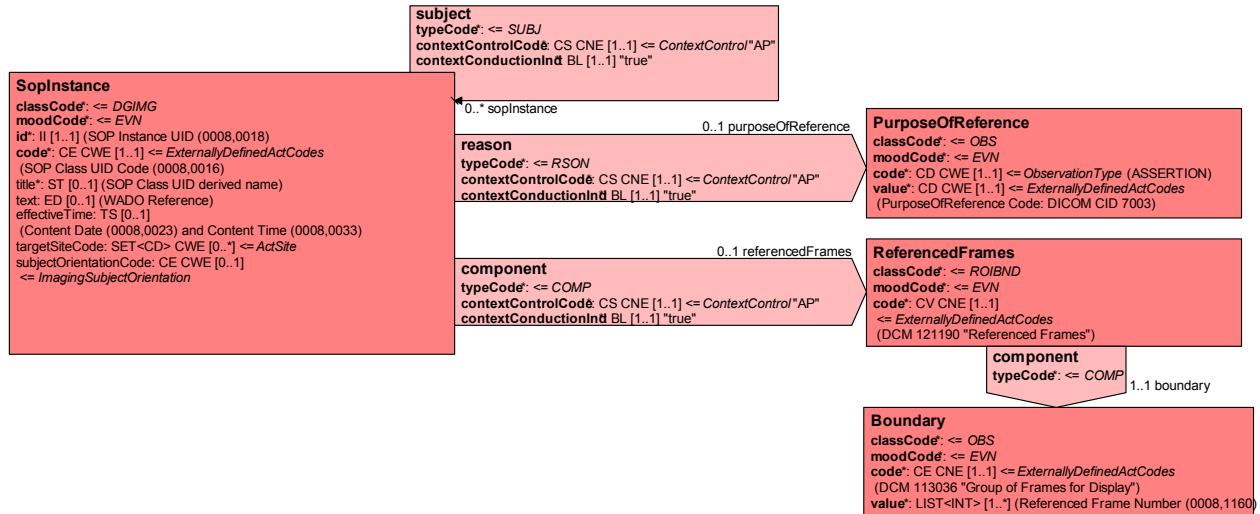 subject
typeCode*: <= SUBJ
contextControlCode*: CS CNE [1..1] <= ContextControl "AP"
contextConductionInd*: BL [1..1] "true"
0..* sopInstance
SopInstance
classCode*: <= DGIMG
moodCode*: <= EVN
id*: II [1..1] (SOP Instance UID (0008,0018)
code*: CE CWE [1..1] <= ExternallyDefinedActCodes
(SOP Class UID Code (0008,0016)
title*: ST [0..1] (SOP Class UID derived name)
text: ED [0..1] (WADO Reference)
effectiveTime: TS [0..1]
(Content Date (0008,0023) and Content Time (0008,0033)
targetSiteCode: SET<CD> CWE [0..*] <= ActSite
subjectOrientationCode: CE CWE [0..1]
<= ImagingSubjectOrientation
0..1 purposeOfReference
reason
typeCode*: <= RSON
contextControlCode*: CS CNE [1..1] <= ContextControl "AP"
contextConductionInd*: BL [1..1] "true"
PurposeOfReference
classCode*: <= OBS
moodCode*: <= EVN
code*: CD CWE [1..1] <= ObservationType (ASSERTION)
value*: CD CWE [1..1] <= ExternallyDefinedActCodes
(PurposeOfReference Code: DICOM CID 7003)
0..1 referencedFrames
component
typeCode*: <= COMP
contextControlCode*: CS CNE [1..1] <= ContextControl "AP"
contextConductionInd*: BL [1..1] "true"
ReferencedFrames
classCode*: <= ROIBND
moodCode*: <= EVN
code*: CV CNE [1..1]
<= ExternallyDefinedActCodes
(DCM 121190 "Referenced Frames")
component
typeCode*: <= COMP
1..1 boundary
Boundary
classCode*: <= OBS
moodCode*: <= EVN
code*: CE CNE [1..1] <= ExternallyDefinedActCodes
(DCM 113036 "Group of Frames for Display")
value*: LIST<INT> [1..*] (Referenced Frame Number (0008,1160)